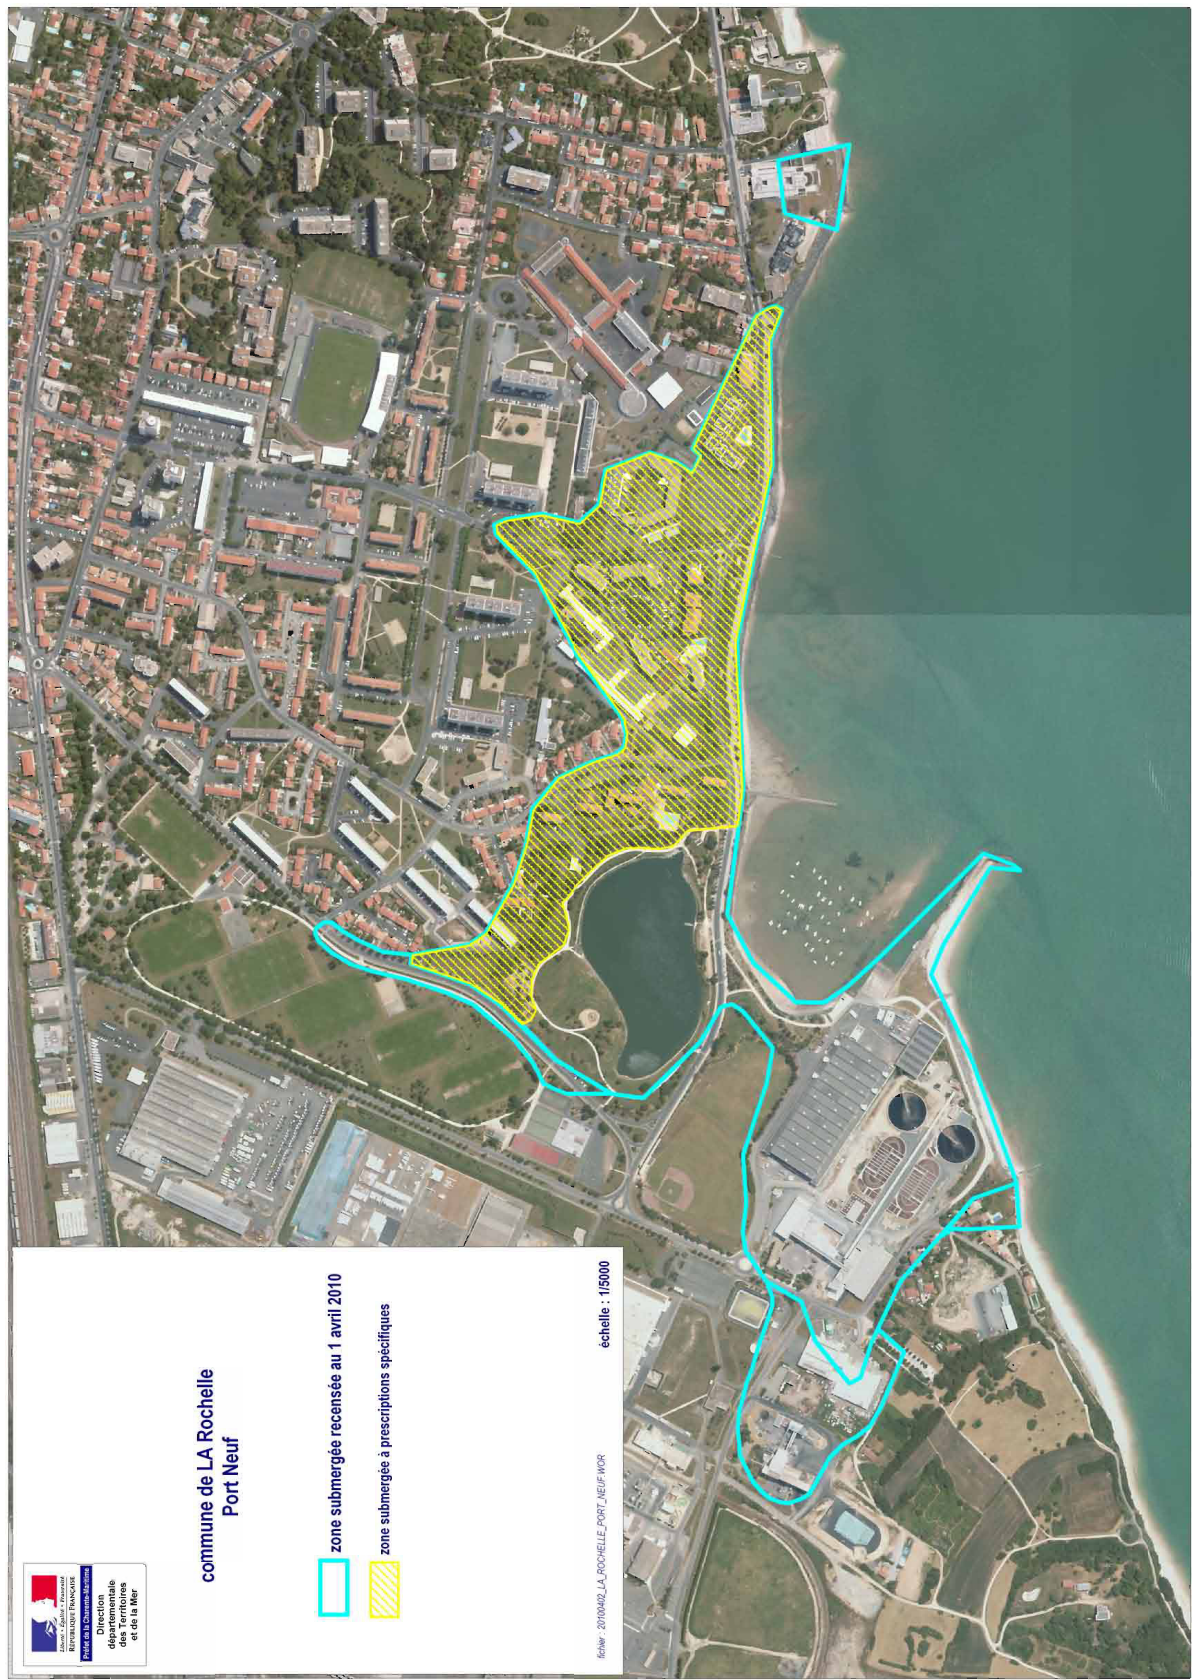 Liberté • Égalité • Fraternité
RÉPUBLIQUE FRANÇAISE
Préfet de la Charente-Maritime
Direction
départementale
des Territoires
et de la Mer
commune de LA Rochelle
Port Neuf
zone submergée recensée au 1 avril 2010
zone submergée à prescriptions spécifiques
fichier : 20100402_LA_ROCHELLE_PORT_NEUF.WOR
échelle : 1/5000